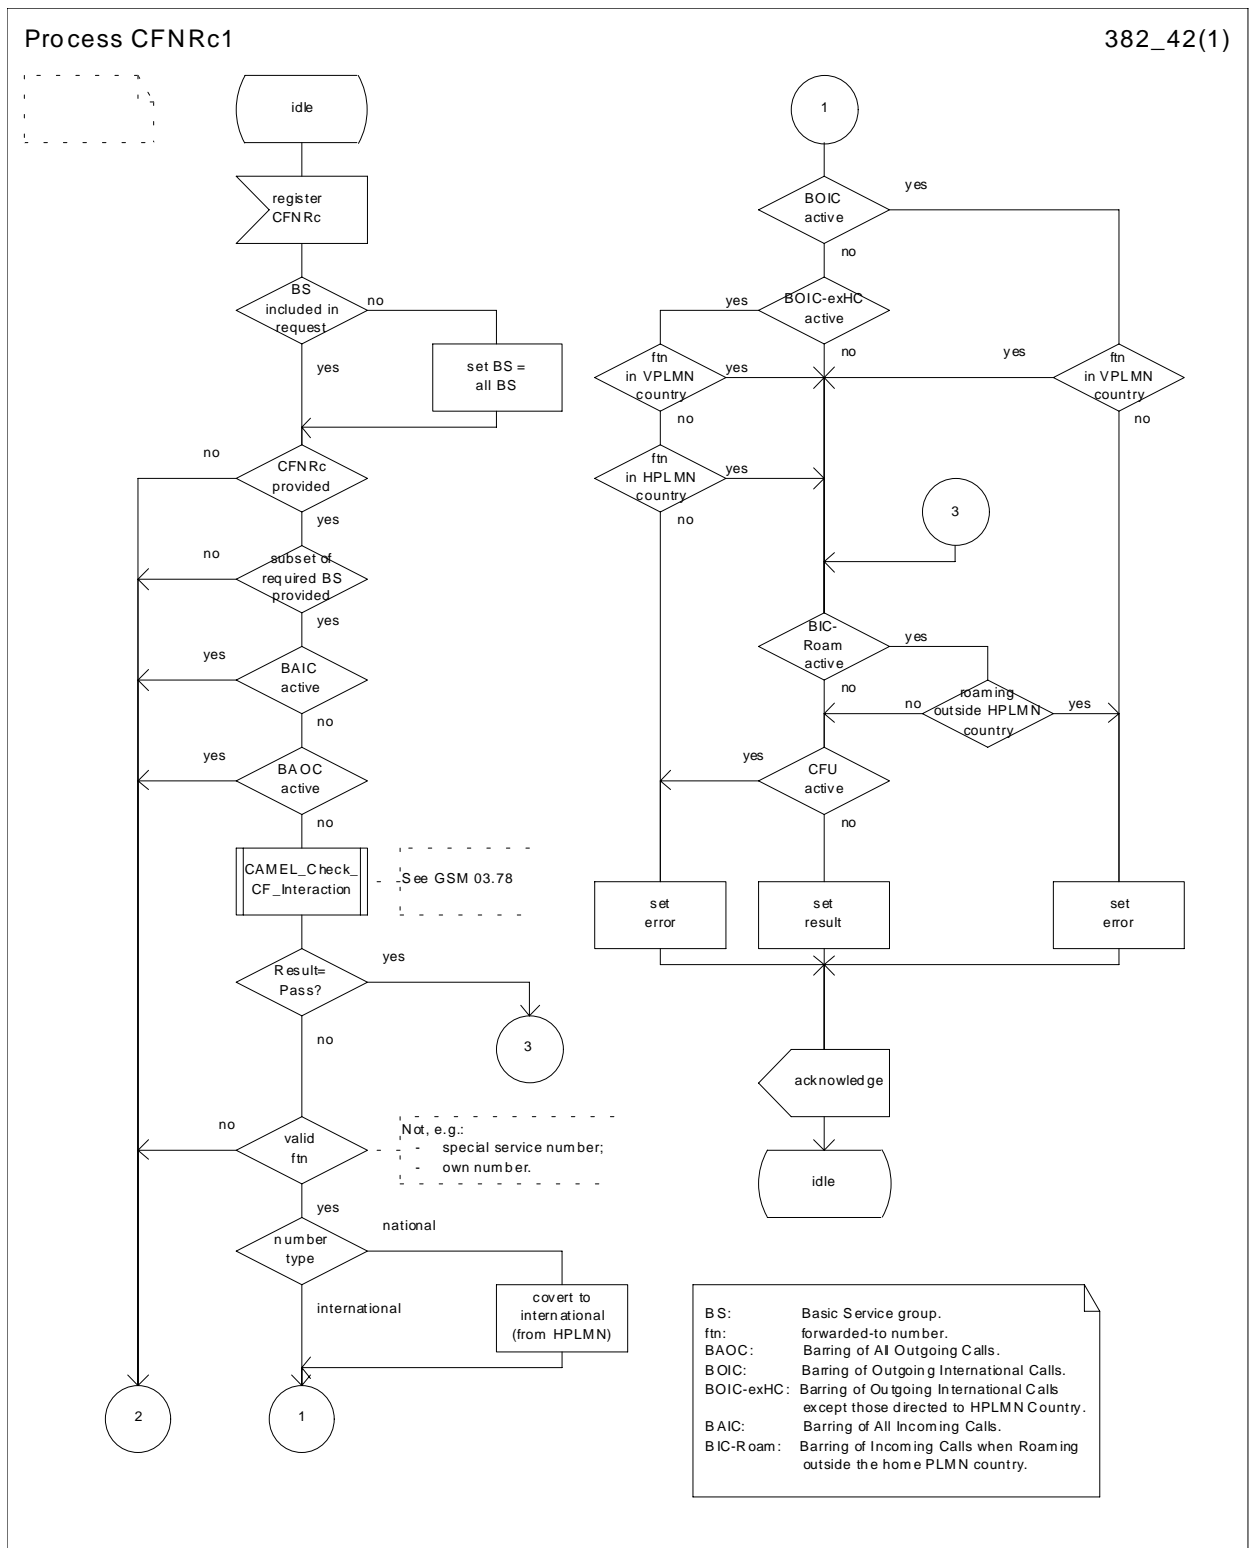 Process CFNRc1
382_42(1)
idle
register
CFNRc
BS
included in
request
no
yes
set BS =
all BS
no
CFNRc
provided
yes
no
subset of
required BS
provided
yes
yes
BAIC
active
no
yes
BAOC
active
no
CAMEL_Check_
CF_Interaction
See GSM 03.78
Result=
Pass?
yes
no
3
no
valid
ftn
Not, e.g.:
- special service number;
- own number.
yes
number
type
national
international
covert to
international
(from HPLMN)
2
1
1
BOIC
active
yes
no
yes
BOIC-exHC
active
no
ftn
in VPLMN
country
yes
no
yes
ftn
in VPLMN
country
no
ftn
in HPLMN
country
yes
no
3
BIC-
Roam
active
yes
no
no
roaming
outside HPLMN
country
yes
yes
CFU
active
no
set
error
set
result
set
error
acknowledge
idle
BS: Basic Service group.
ftn: forwarded-to number.
BAOC: Barring of All Outgoing Calls.
BOIC: Barring of Outgoing International Calls.
BOIC-exHC: Barring of Outgoing International Calls
except those directed to HPLMN Country.
BAIC: Barring of All Incoming Calls.
BIC-Roam: Barring of Incoming Calls when Roaming
outside the home PLMN country.